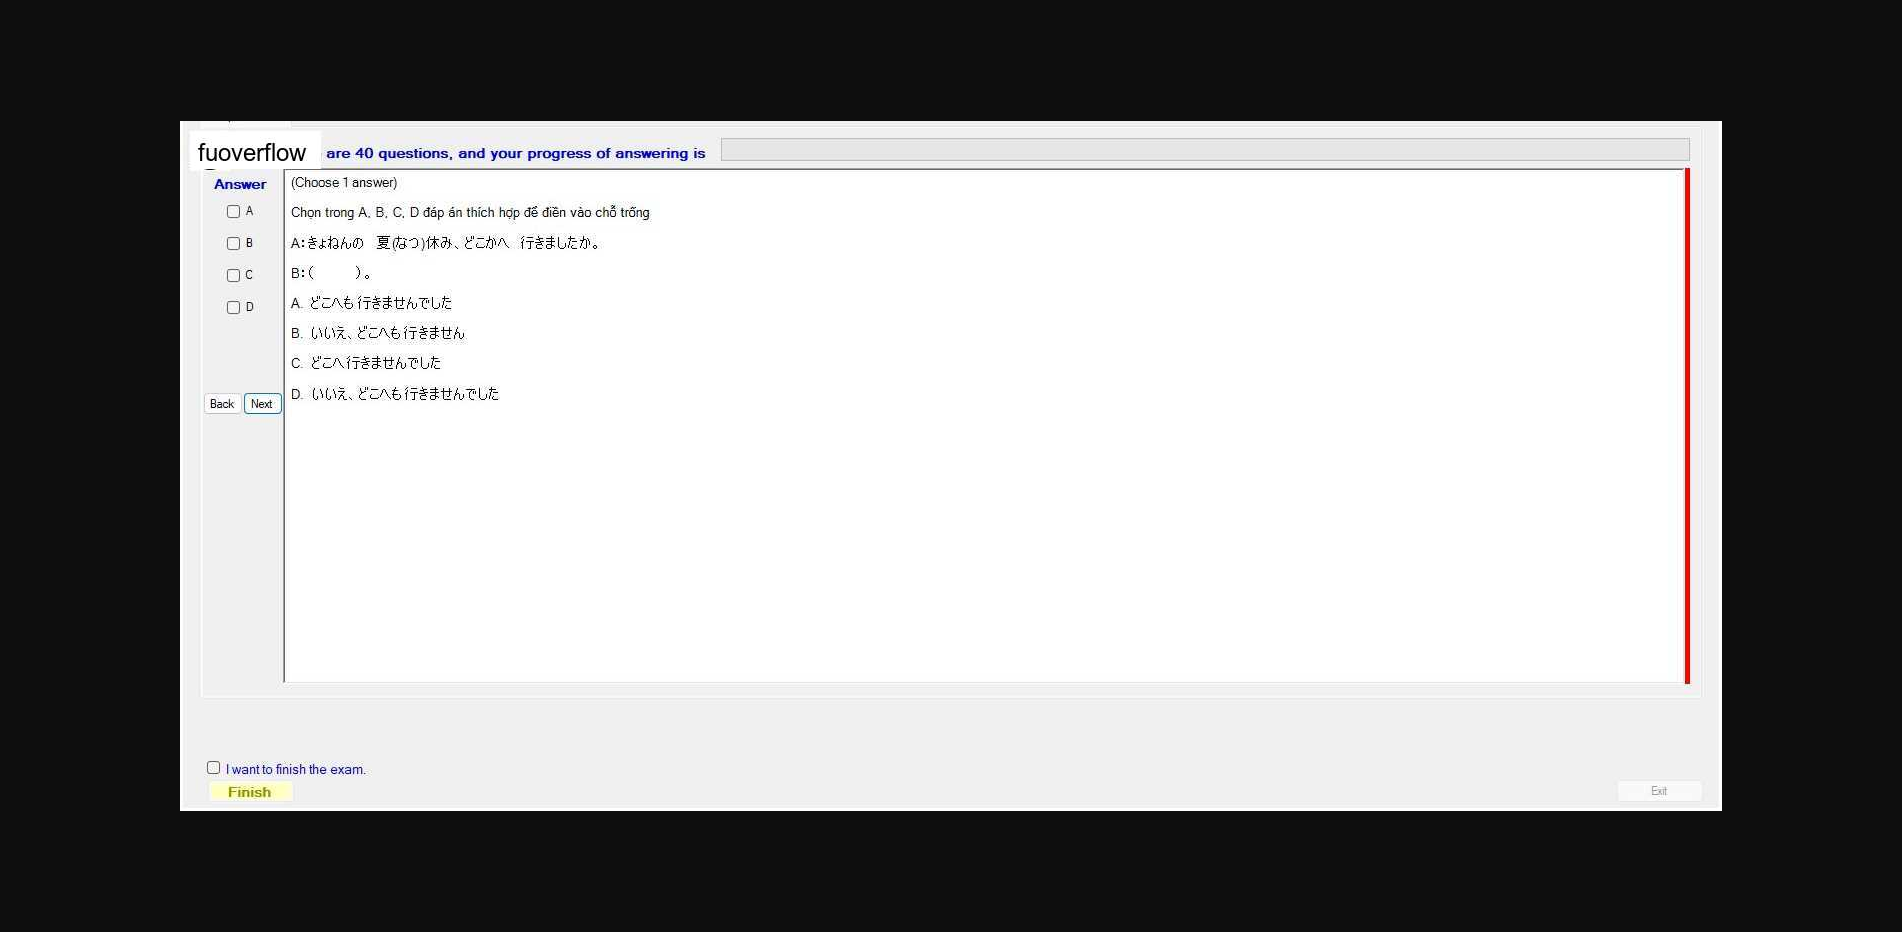 fuoverflow are 40 questions, and your progress of answering is
Answer
A
B
C
D
Back Next
(Choose 1 answer)
Chọn trong A, B, C, D đáp án thích hợp để điền vào chỗ trống
A:きょねんの　夏(なつ)休み、どこかへ　行きましたか。
B:(　　　)。
A. どこへも行きませんでした
B. いいえ、どこへも行きません
C. どこへ行きませんでした
D. いいえ、どこへも行きませんでした
I want to finish the exam.
Finish
Exit